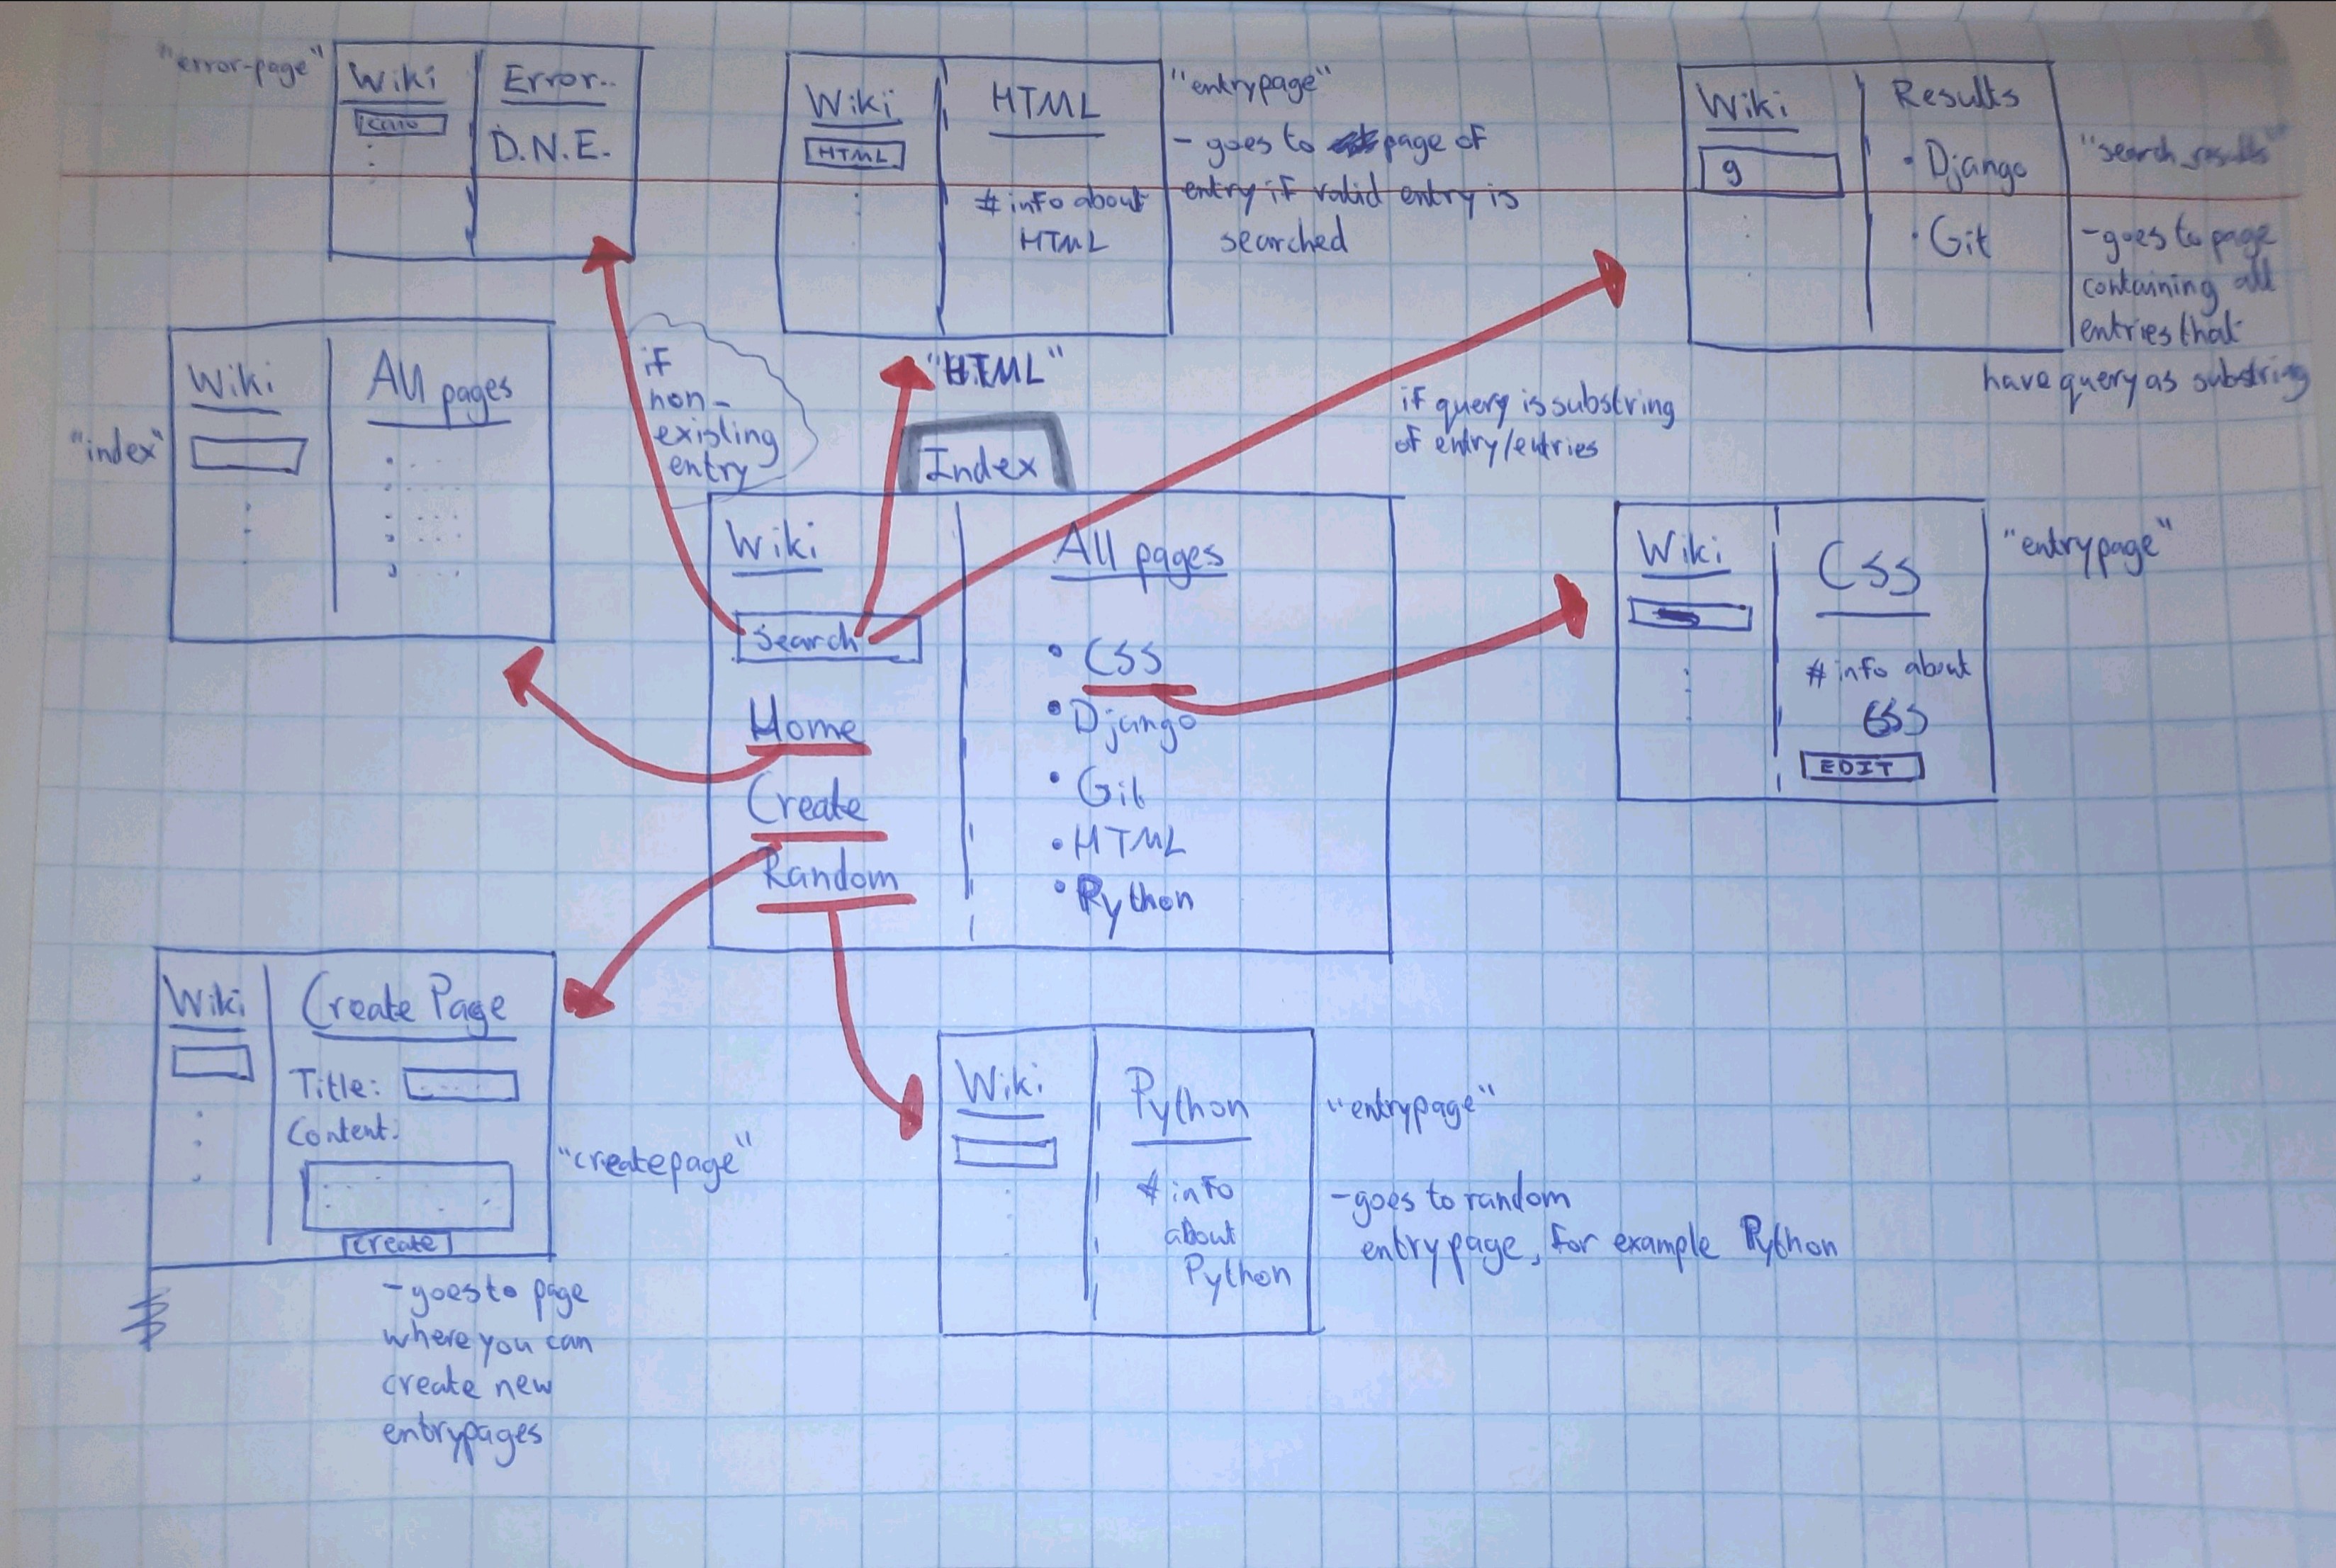 "error-page"
Wiki
Error..
D.N.E.
Wiki
HTML
HTML
# info about
HTML
"entrypage"
- goes to page of
entry if valid entry is
searched
Wiki
g
Results
• Django
• Git
"search_results"
- goes to page
containing all
entries that
have query as substring
"index"
Wiki
All pages
if
non-
existing
entry
"HTML"
if query is substring
of entry/entries
Index
Wiki
Search
Home
Create
Random
All pages
• CSS
• Django
• Git
• HTML
• Python
Wiki
CSS
# info about
CSS
EDIT
"entrypage"
Wiki
Create Page
Title:
Content:
create
"createpage"
- goes to page
where you can
create new
entrypages
Wiki
Python
# info
about
Python
"entrypage"
- goes to random
entrypage, for example Python